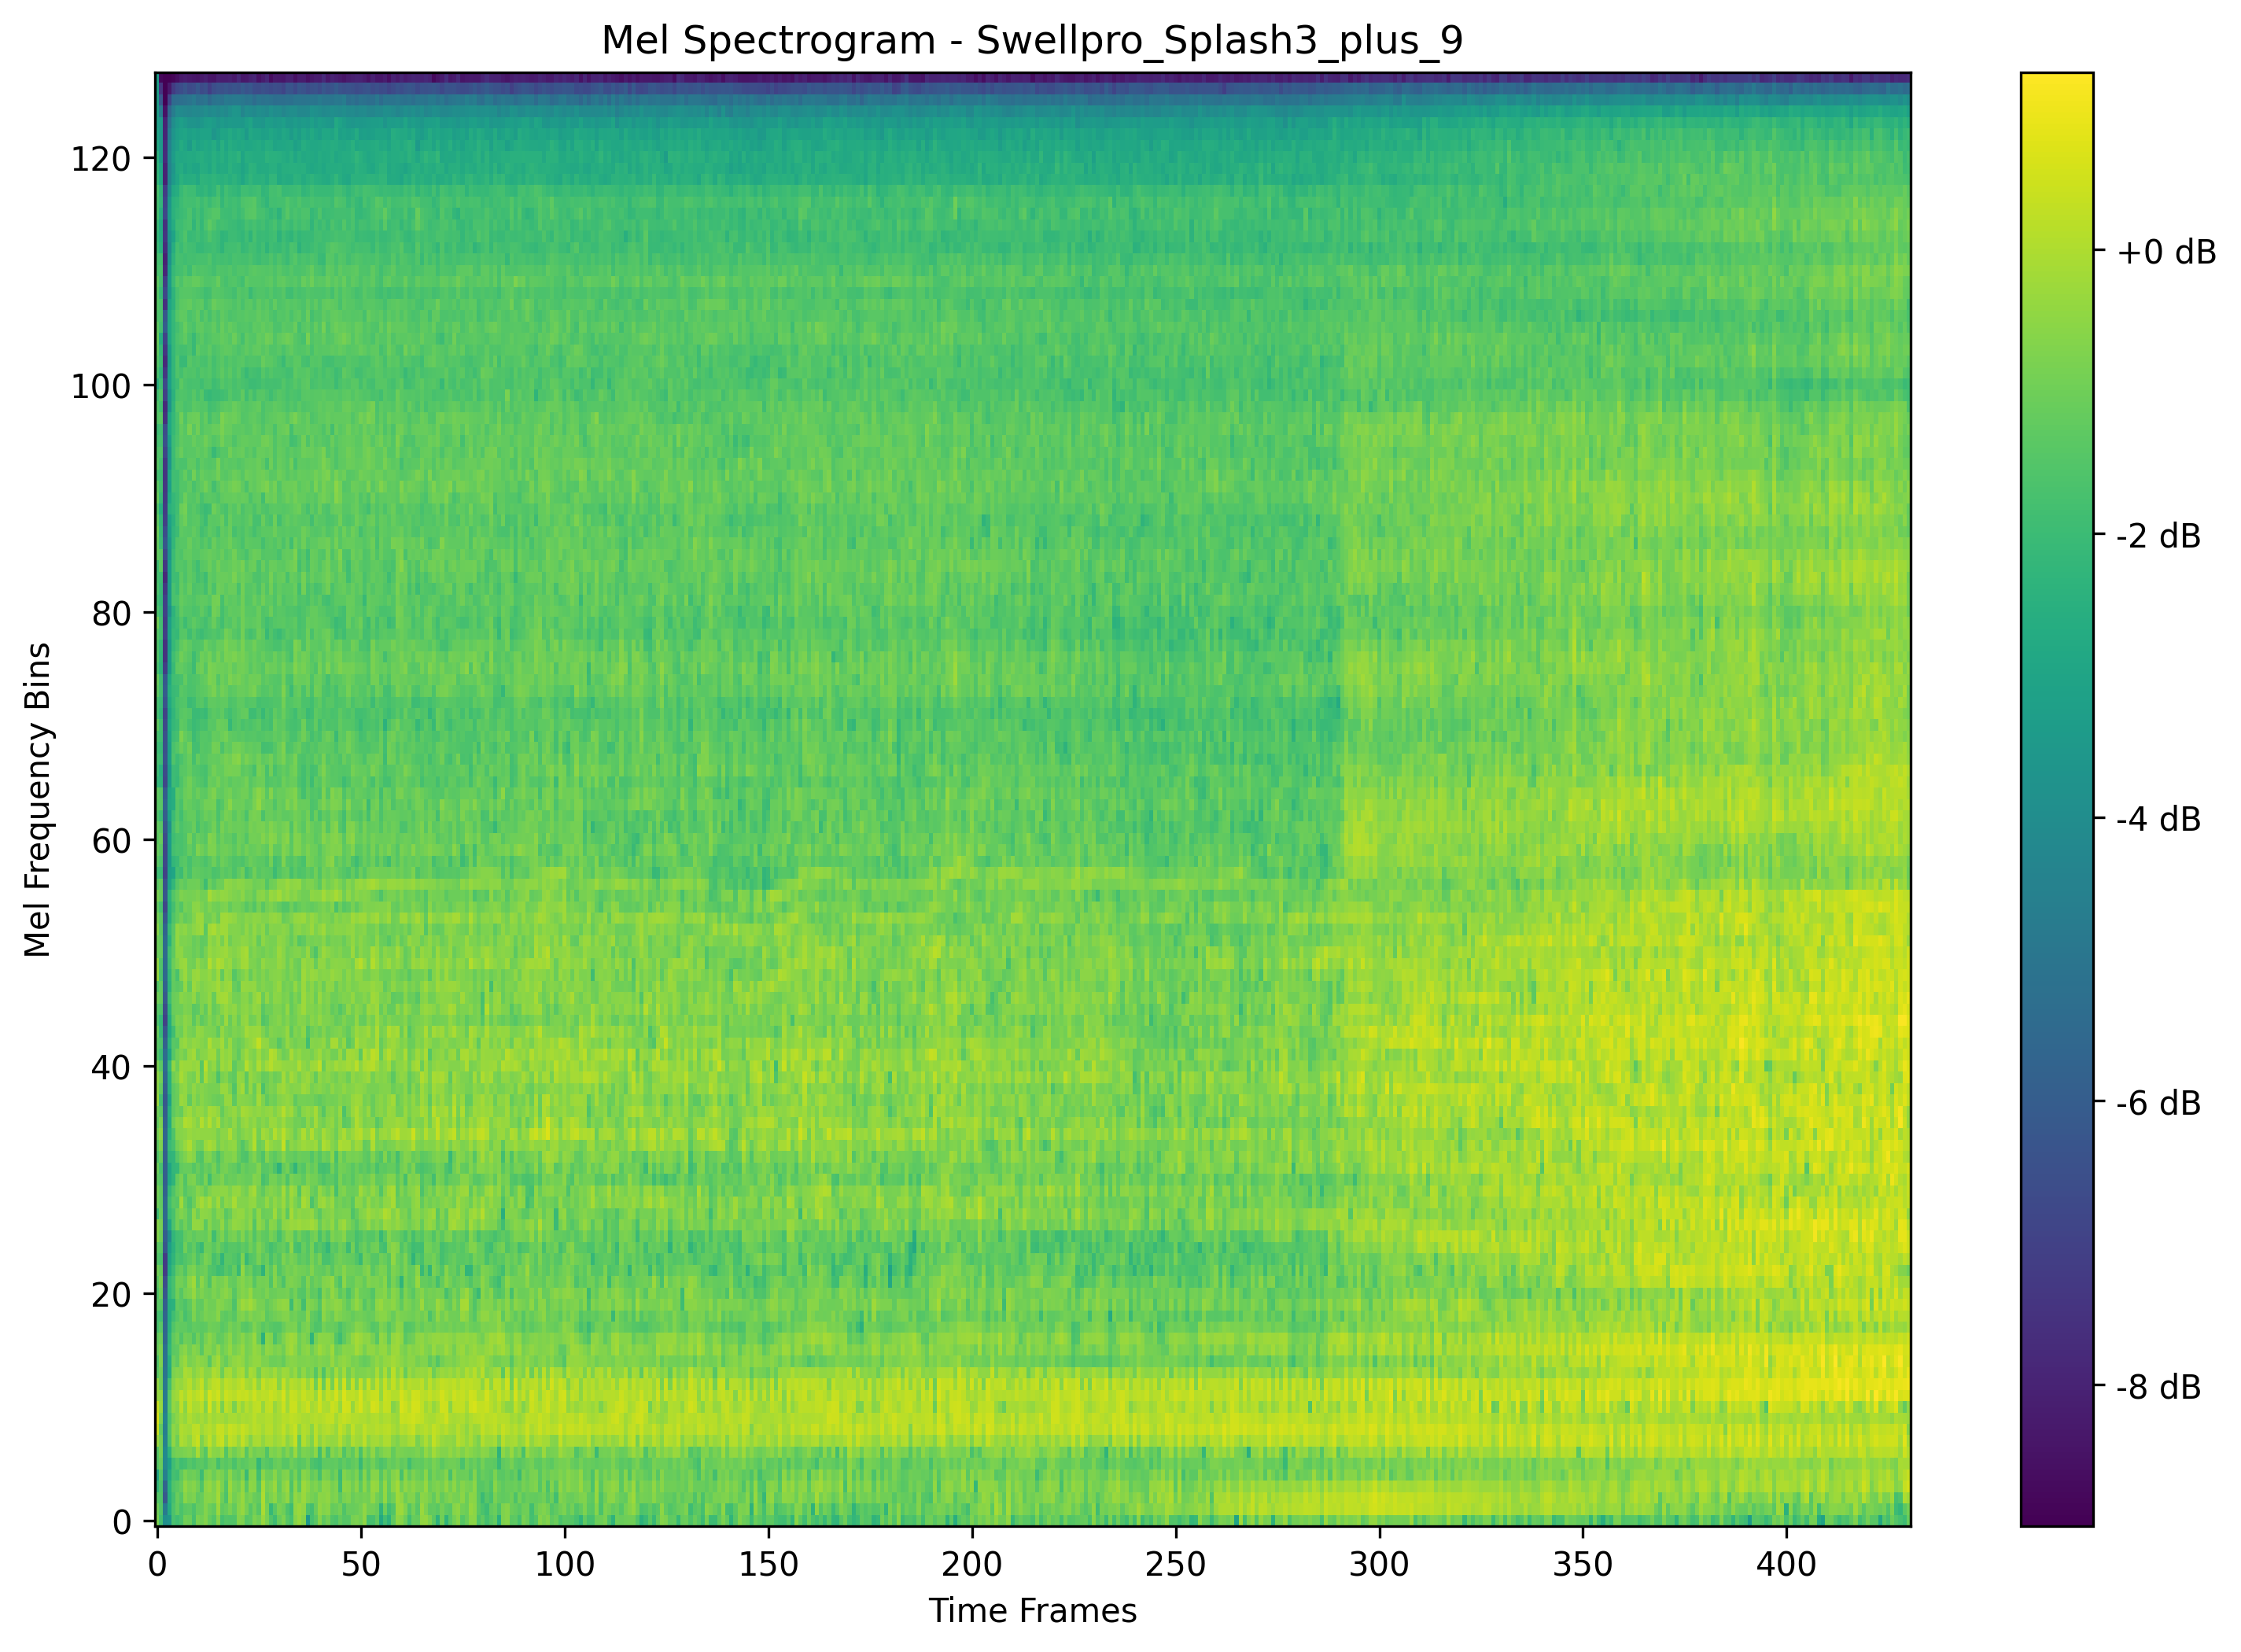 Mel Spectrogram - Swellpro_Splash3_plus_9
Mel Frequency Bins
120
100
80
60
40
20
0
0 50 100 150 200 250 300 350 400
Time Frames
+0 dB
-2 dB
-4 dB
-6 dB
-8 dB